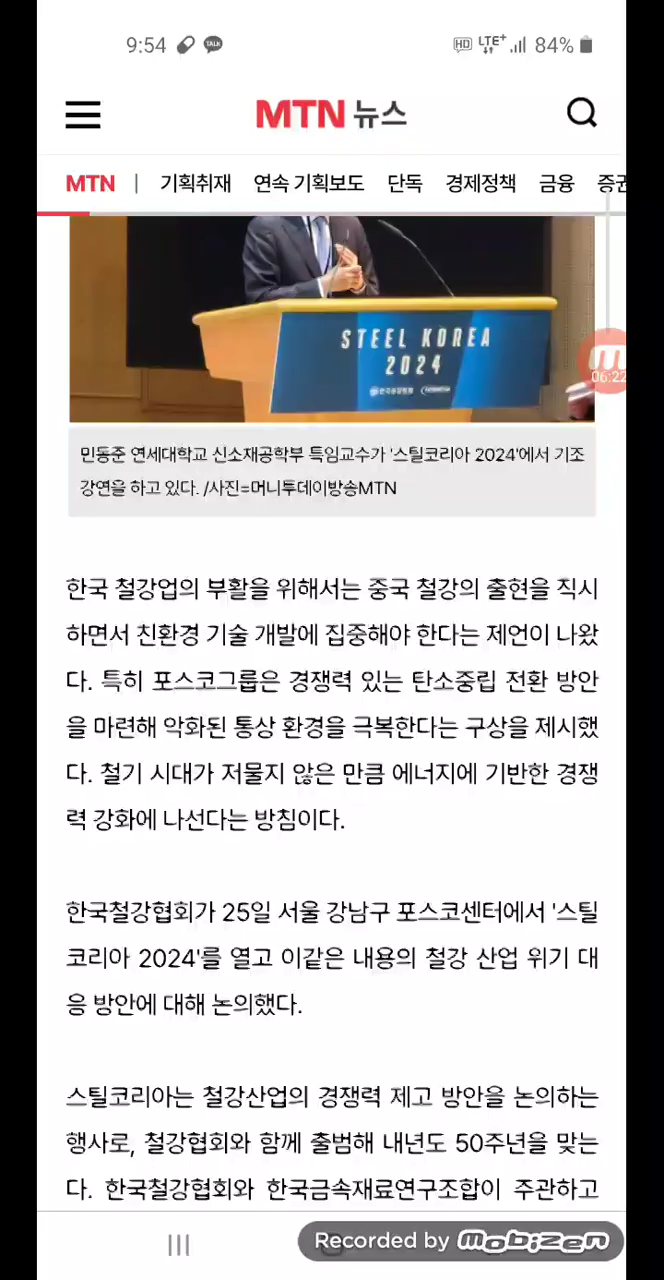 9:54 TALK HD LTE+ 84%
MTN 뉴스
MTN | 기획취재 연속 기획보도 단독 경제정책 금융 증권
STEEL KOREA
2024
06:22
민동준 연세대학교 신소재공학부 특임교수가 '스틸코리아 2024'에서 기조
강연을 하고 있다. /사진=머니투데이방송MTN
한국 철강업의 부활을 위해서는 중국 철강의 출현을 직시
하면서 친환경 기술 개발에 집중해야 한다는 제언이 나왔
다. 특히 포스코그룹은 경쟁력 있는 탄소중립 전환 방안
을 마련해 악화된 통상 환경을 극복한다는 구상을 제시했
다. 철기 시대가 저물지 않은 만큼 에너지에 기반한 경쟁
력 강화에 나선다는 방침이다.
한국철강협회가 25일 서울 강남구 포스코센터에서 '스틸
코리아 2024'를 열고 이같은 내용의 철강 산업 위기 대
응 방안에 대해 논의했다.
스틸코리아는 철강산업의 경쟁력 제고 방안을 논의하는
행사로, 철강협회와 함께 출범해 내년도 50주년을 맞는
다. 한국철강협회와 한국금속재료연구조합이 주관하고
Recorded by mobizen